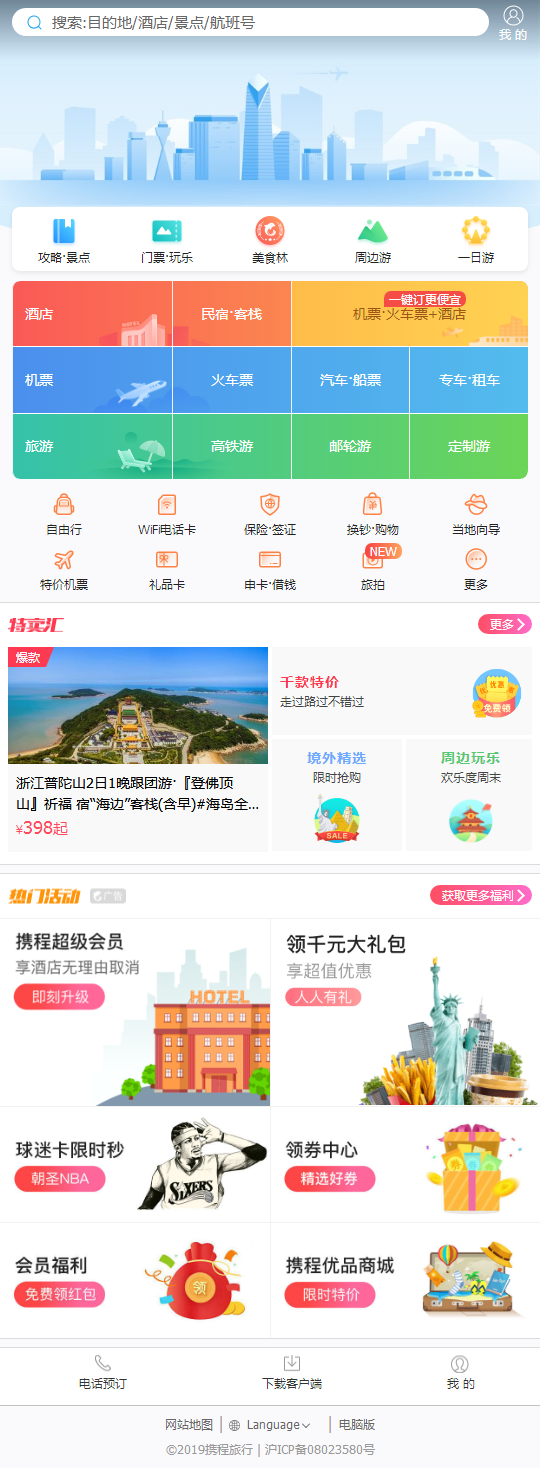 搜索:目的地/酒店/景点/航班号
我 的
攻略·景点
门票·玩乐
美食林
周边游
一日游
酒店
民宿·客栈
一键订更便宜
机票·火车票+酒店
机票
火车票
汽车·船票
专车·租车
旅游
高铁游
邮轮游
定制游
自由行
WiFi电话卡
保险·签证
换钞·购物
当地向导
特价机票
礼品卡
申卡·借钱
NEW
旅拍
更多
特卖汇
更多
爆款
浙江普陀山2日1晚跟团游·『登佛顶
山』祈福 宿“海边”客栈(含早)#海岛全...
¥398起
千款特价
走过路过不错过
优惠
优惠
优惠
免费领
境外精选
限时抢购
SALE
周边玩乐
欢乐度周末
热门活动
广告
获取更多福利
携程超级会员
享酒店无理由取消
即刻升级
HOTEL
领千元大礼包
享超值优惠
人人有礼
球迷卡限时秒
朝圣NBA
SIXERS
领券中心
精选好券
会员福利
免费领红包
领
携程优品商城
限时特价
电话预订
下载客户端
我 的
网站地图 | Language | 电脑版
©2019携程旅行 | 沪ICP备08023580号